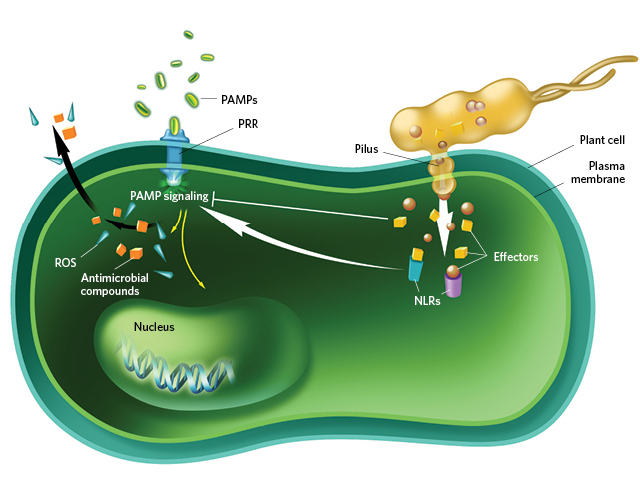 PAMPs
PRR
Pilus
Plant cell
Plasma
membrane
PAMP signaling
ROS
Antimicrobial
compounds
Effectors
NLRs
Nucleus